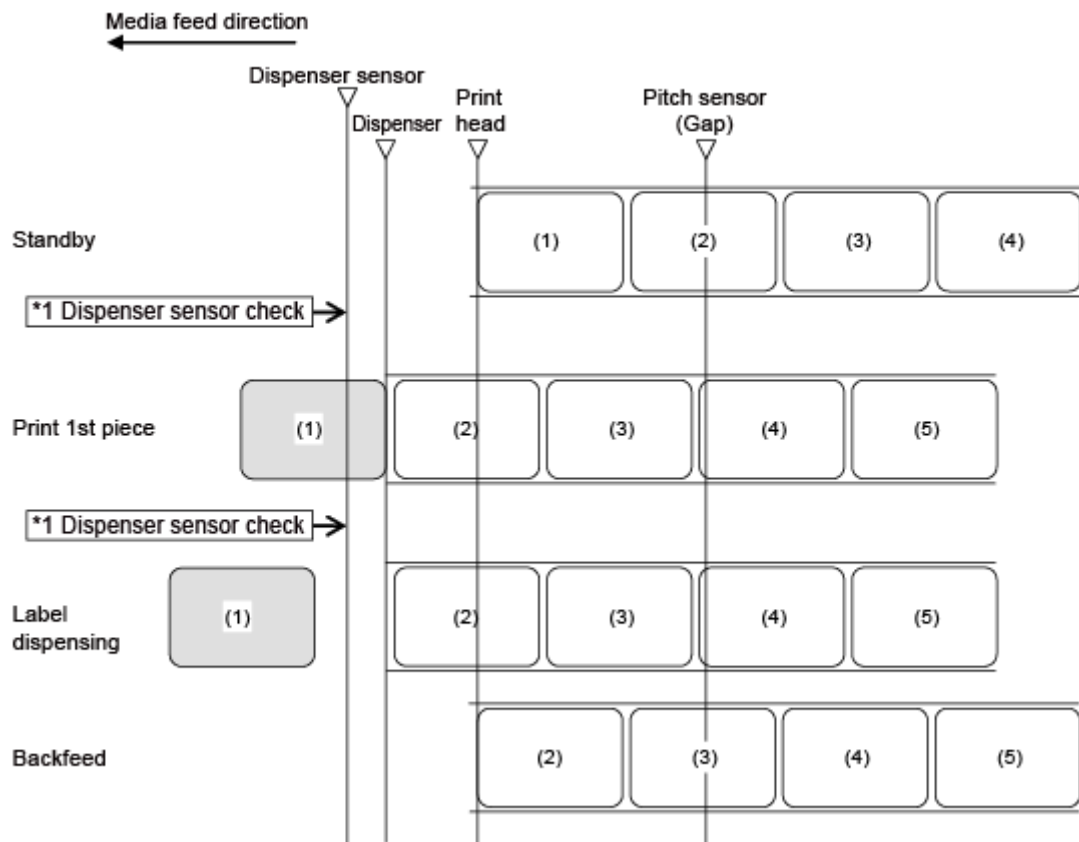 Media feed direction
Dispenser sensor
Dispenser
Print
head
Pitch sensor
(Gap)
Standby
(1) (2) (3) (4)
*1 Dispenser sensor check
Print 1st piece
(1) (2) (3) (4) (5)
*1 Dispenser sensor check
Label
dispensing
(1) (2) (3) (4) (5)
Backfeed
(2) (3) (4) (5)